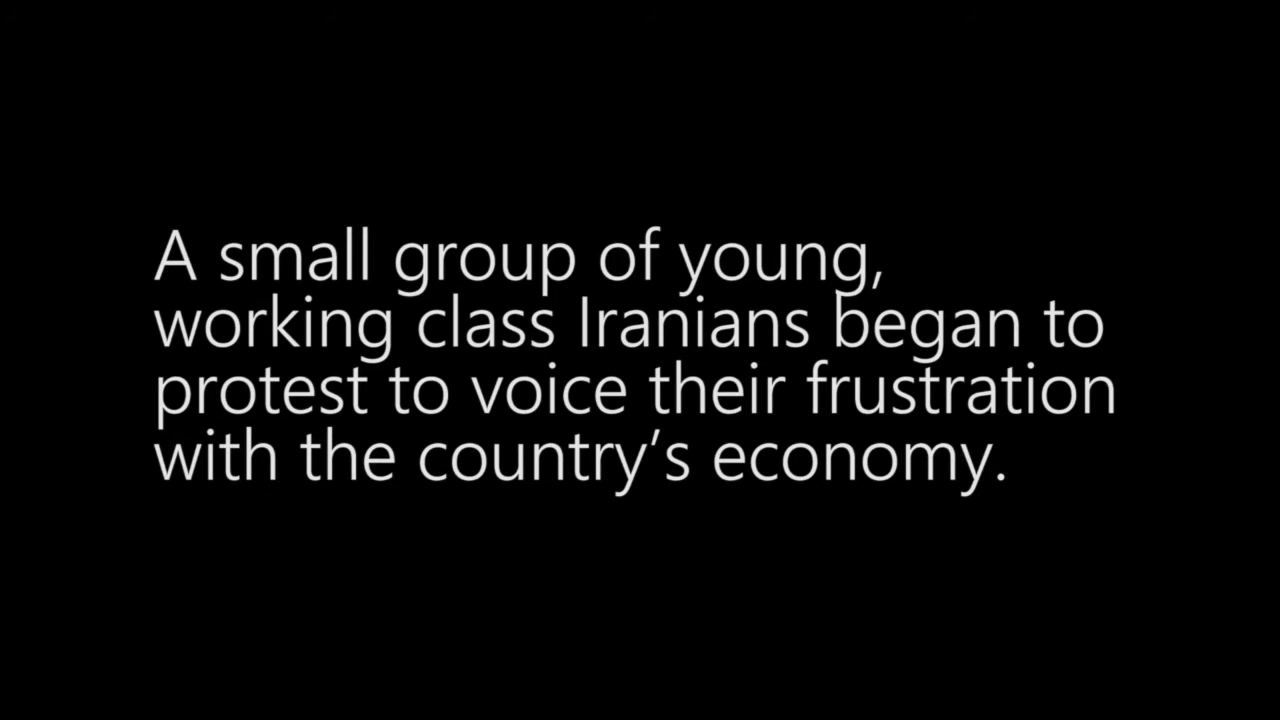 A small group of young,
working class Iranians began to
protest to voice their frustration
with the country’s economy.